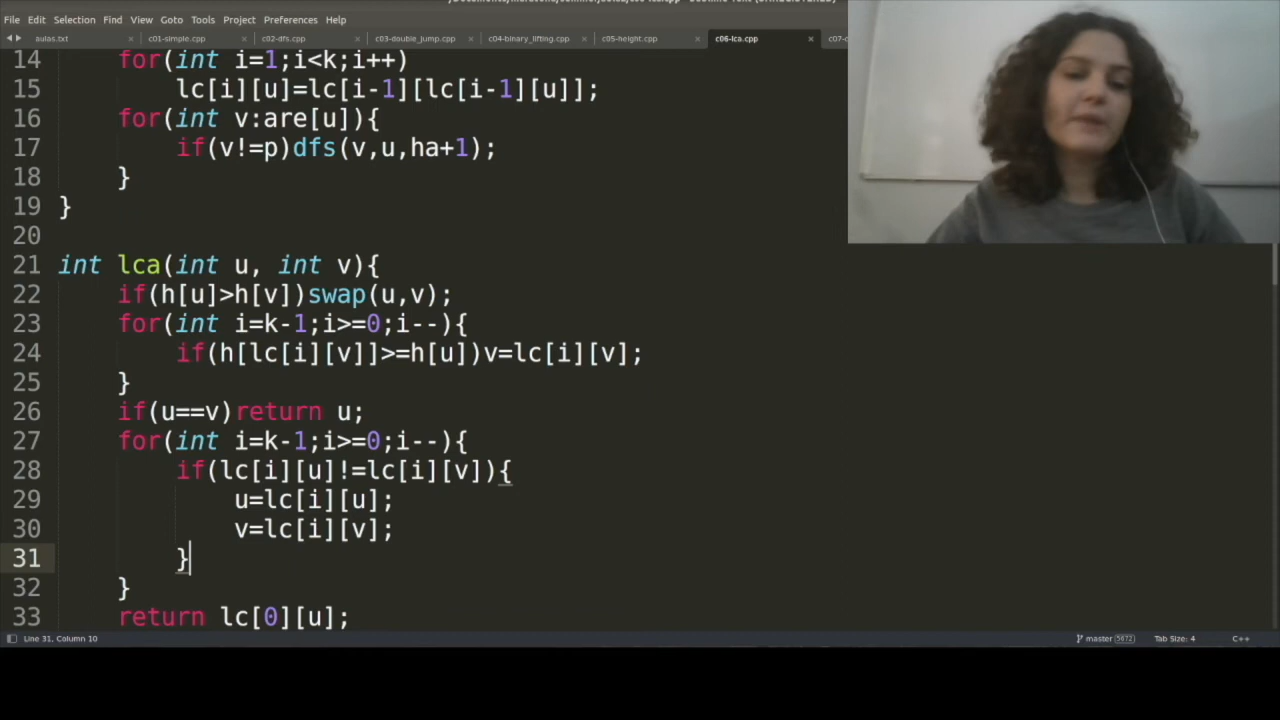 File Edit Selection Find View Goto Tools Project Preferences Help
aulas.txt × c01-simple.cpp × c02-dfs.cpp × c03-double_jump.cpp × c04-binary_lifting.cpp × c05-height.cpp × c06-lca.cpp ×
14 for(int i=1;i<k;i++)
15 lc[i][u]=lc[i-1][lc[i-1][u]];
16 for(int v:are[u]){
17 if(v!=p)dfs(v,u,ha+1);
18 }
19 }
20
21 int lca(int u, int v){
22 if(h[u]>h[v])swap(u,v);
23 for(int i=k-1;i>=0;i--){
24 if(h[lc[i][v]]>=h[u])v=lc[i][v];
25 }
26 if(u==v)return u;
27 for(int i=k-1;i>=0;i--){
28 if(lc[i][u]!=lc[i][v]){
29 u=lc[i][u];
30 v=lc[i][v];
31 }
32 }
33 return lc[0][u];
Line 31, Column 10 master 5672 Tab Size: 4 C++